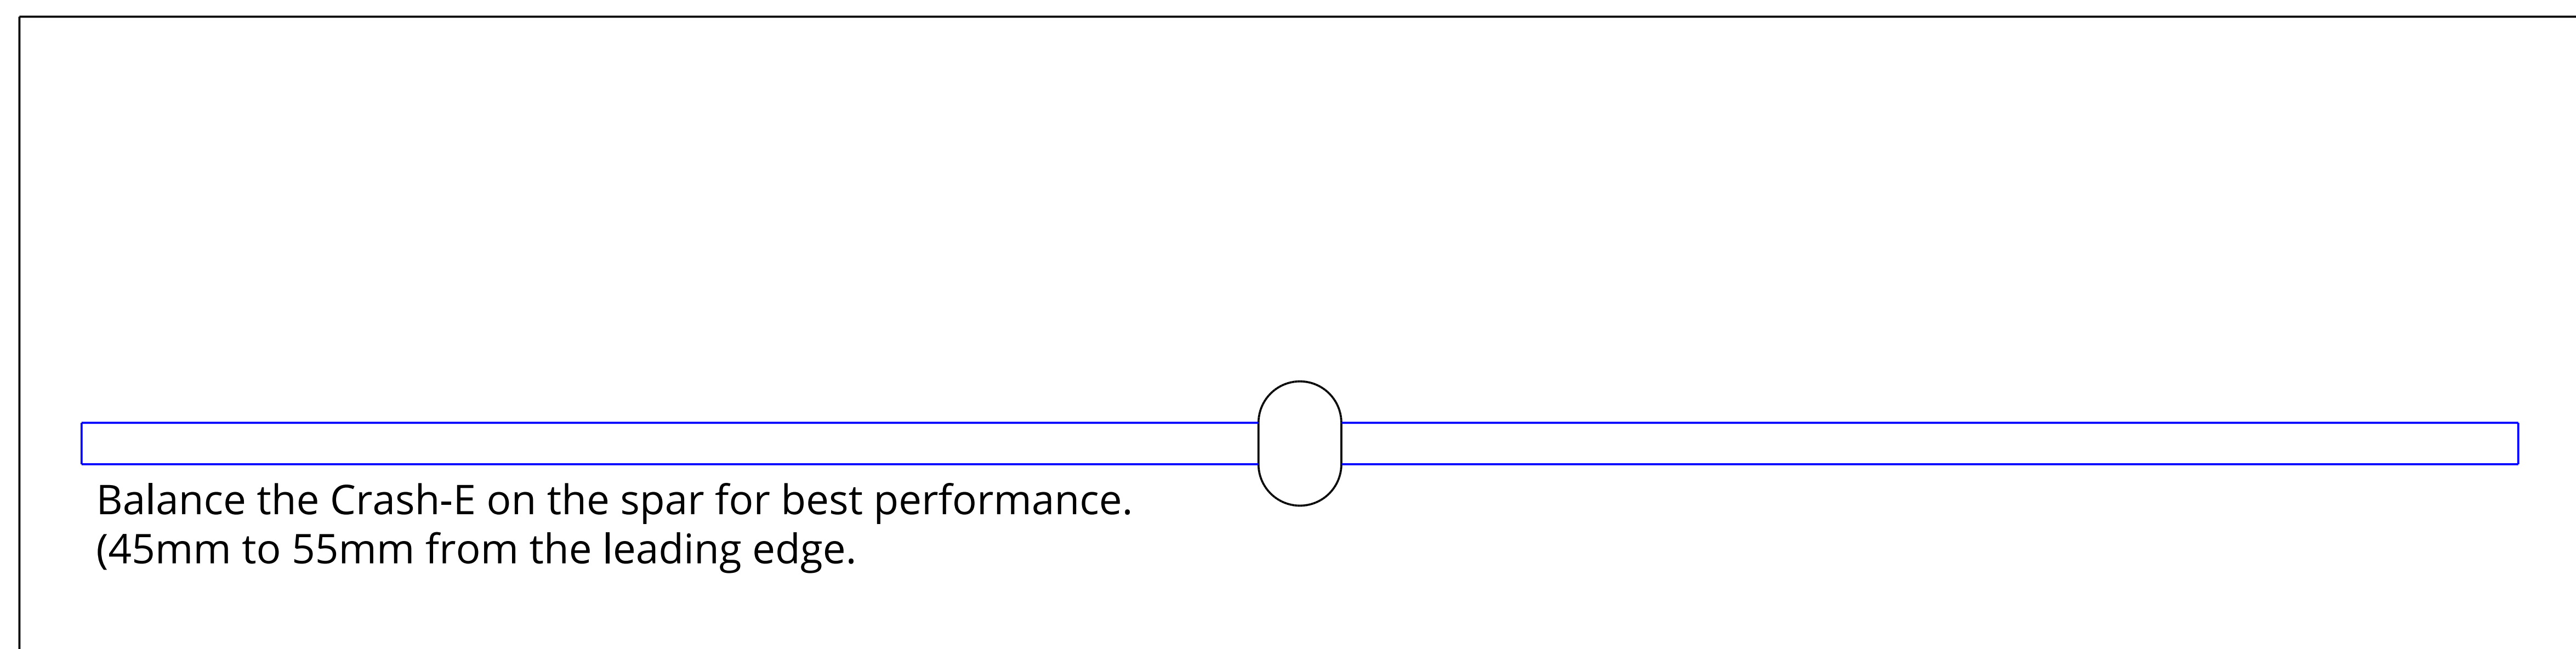 Balance the Crash-E on the spar for best performance.
(45mm to 55mm from the leading edge.